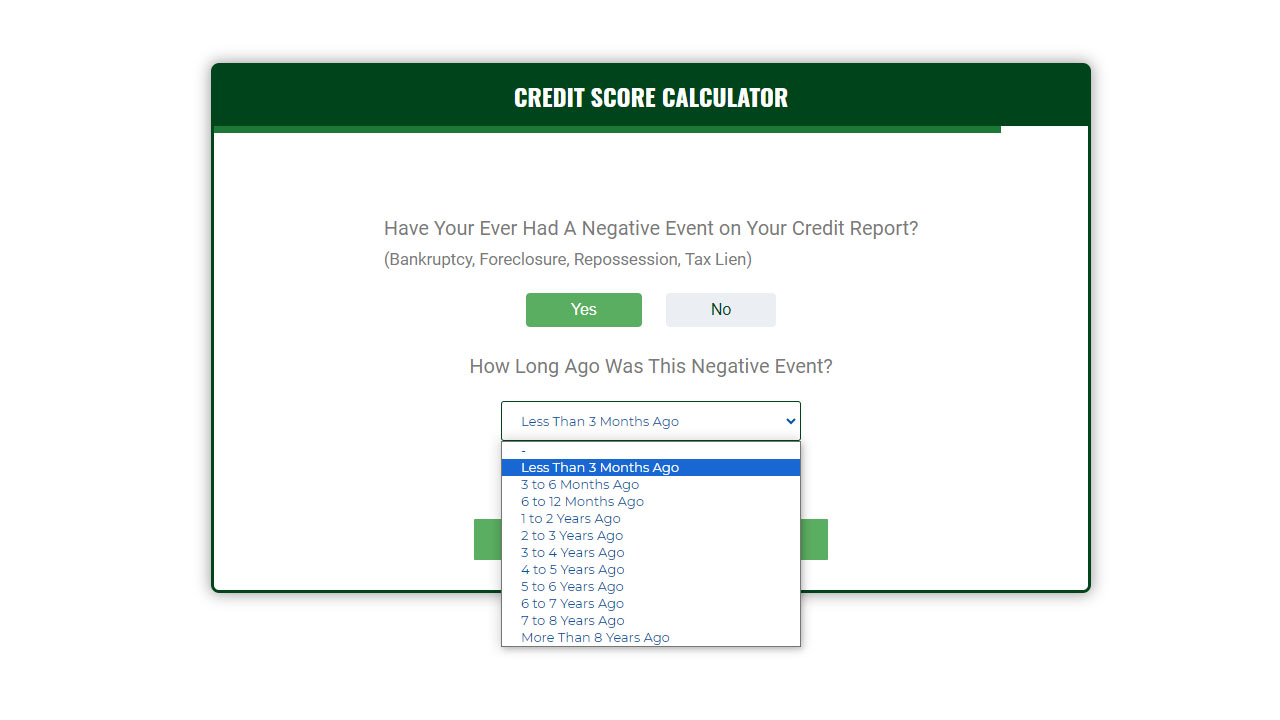 CREDIT SCORE CALCULATOR
Have Your Ever Had A Negative Event on Your Credit Report?
(Bankruptcy, Foreclosure, Repossession, Tax Lien)
Yes No
How Long Ago Was This Negative Event?
Less Than 3 Months Ago
-
Less Than 3 Months Ago
3 to 6 Months Ago
6 to 12 Months Ago
1 to 2 Years Ago
2 to 3 Years Ago
3 to 4 Years Ago
4 to 5 Years Ago
5 to 6 Years Ago
6 to 7 Years Ago
7 to 8 Years Ago
More Than 8 Years Ago